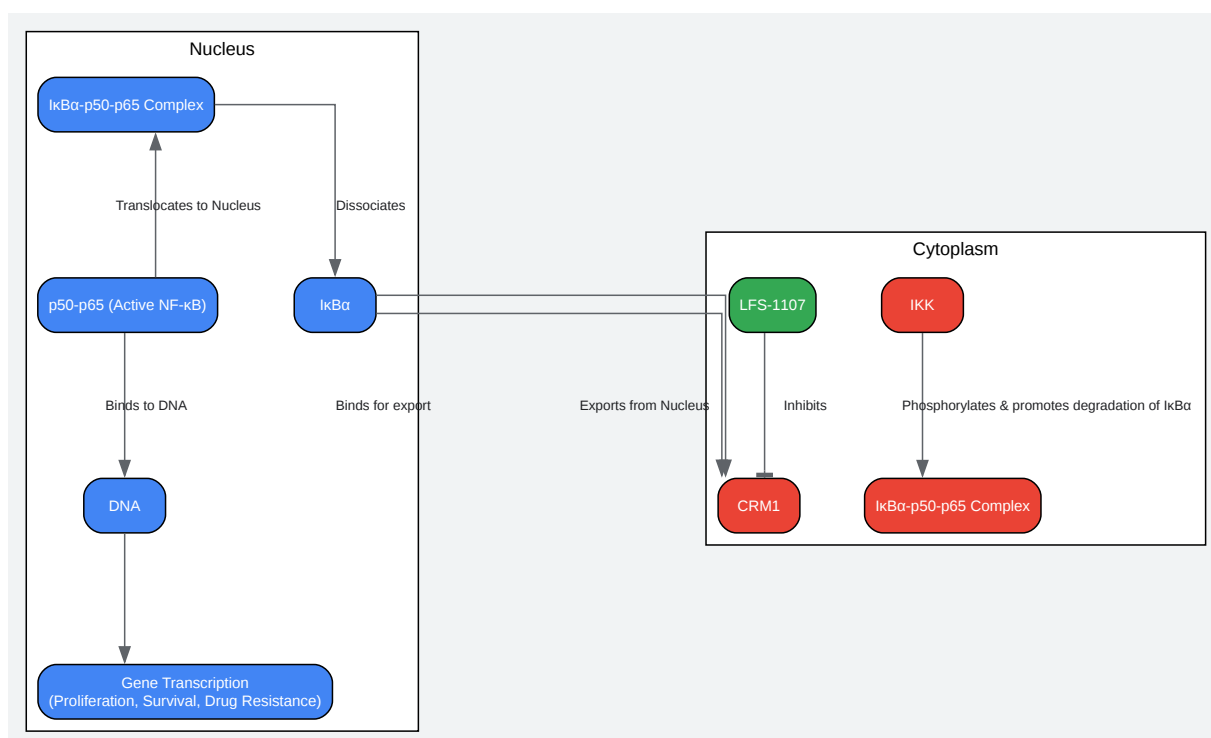 Nucleus
IκBα-p50-p65 Complex
Translocates to Nucleus
Dissociates
p50-p65 (Active NF-κB)
IκBα
Binds to DNA
Binds for export
Exports from Nucleus
DNA
Gene Transcription
(Proliferation, Survival, Drug Resistance)
Cytoplasm
LFS-1107
IKK
Inhibits
Phosphorylates & promotes degradation of IκBα
CRM1
IκBα-p50-p65 Complex